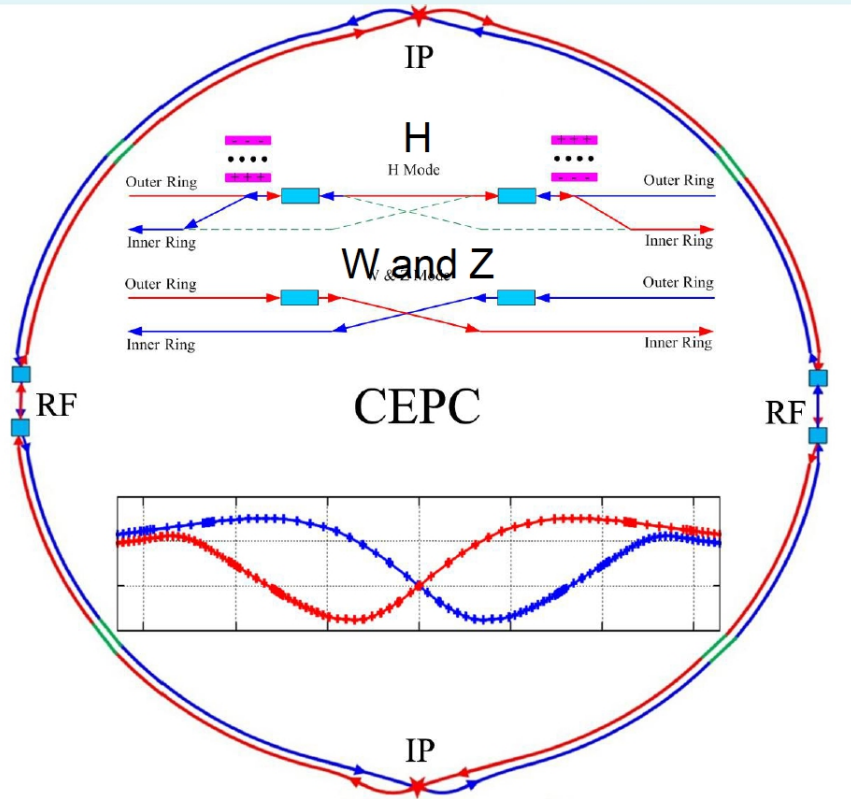 IP
H
- - -
+ + +
H Mode
+ + +
- - -
Outer Ring
Outer Ring
Inner Ring
Inner Ring
W and Z
W & Z Mode
Outer Ring
Outer Ring
Inner Ring
Inner Ring
RF
CEPC
RF
IP